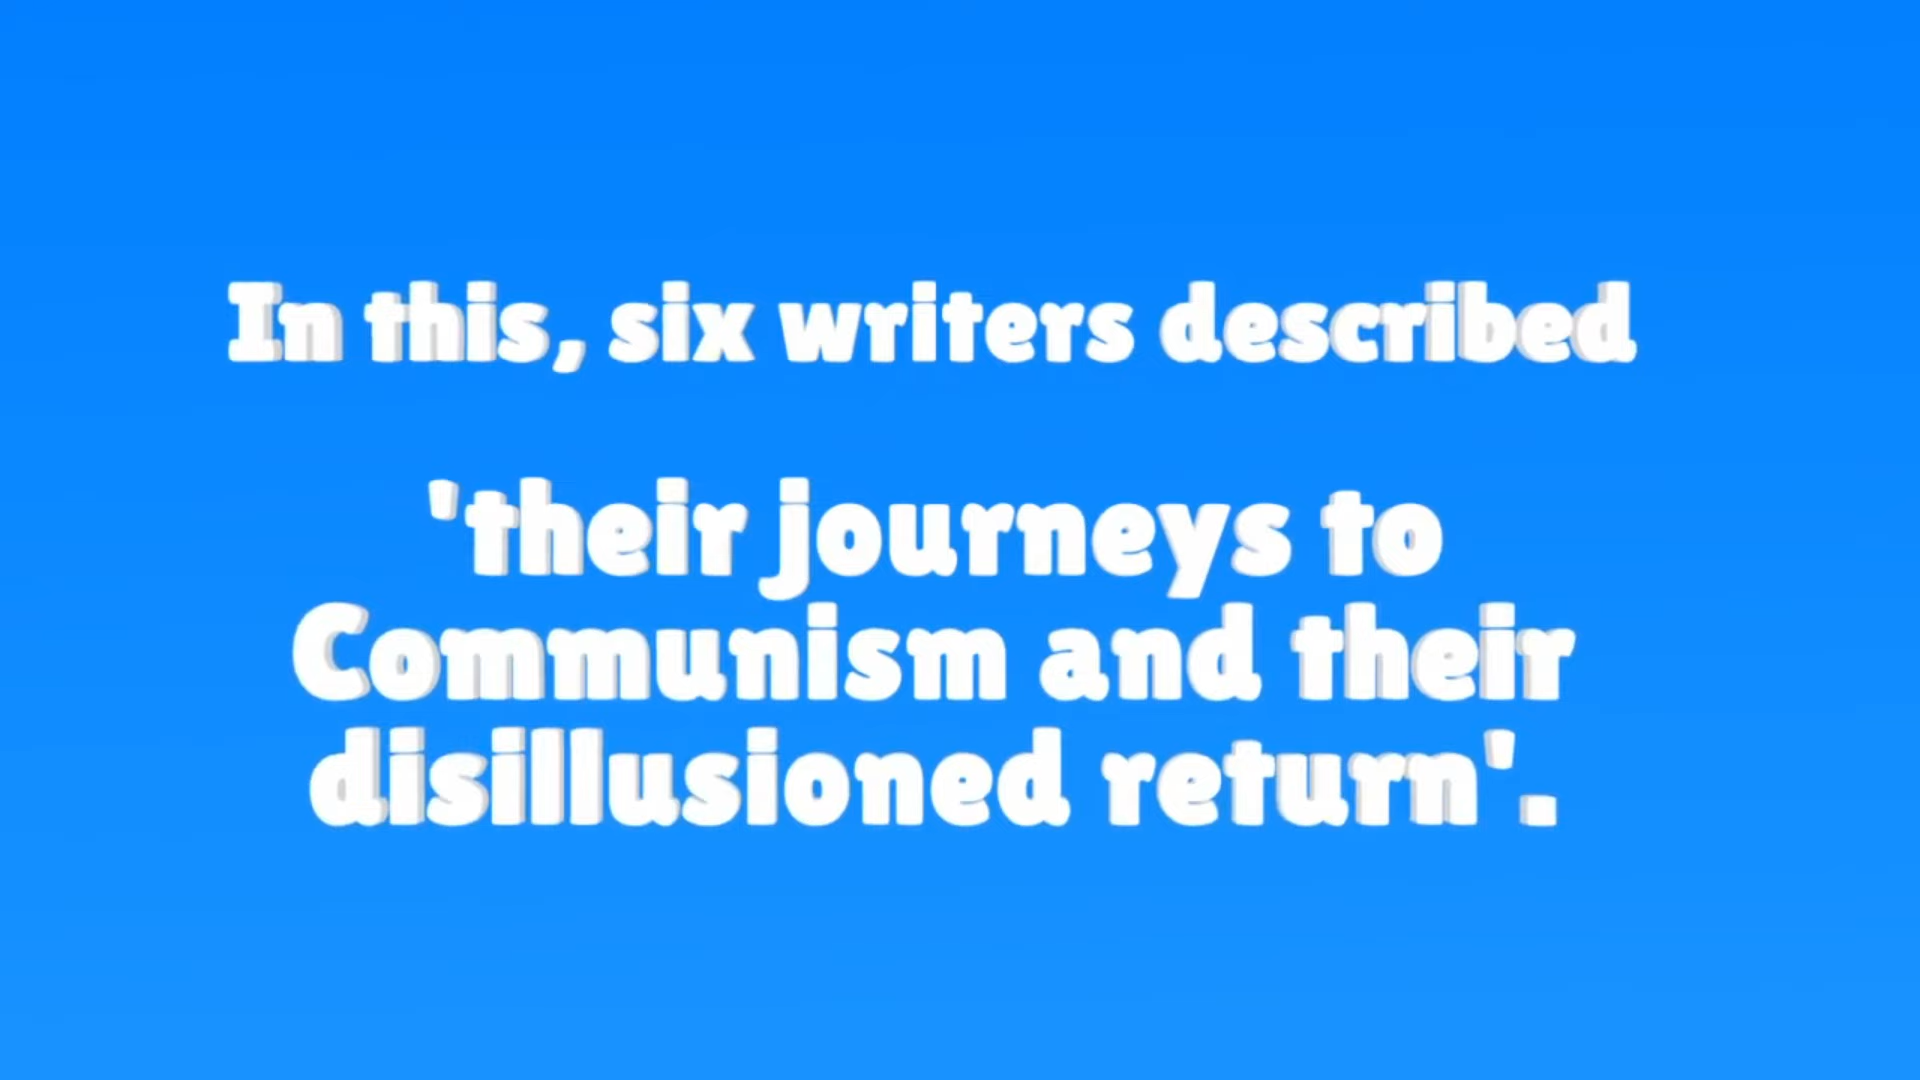 In this, six writers described
'their journeys to
Communism and their
disillusioned return'.